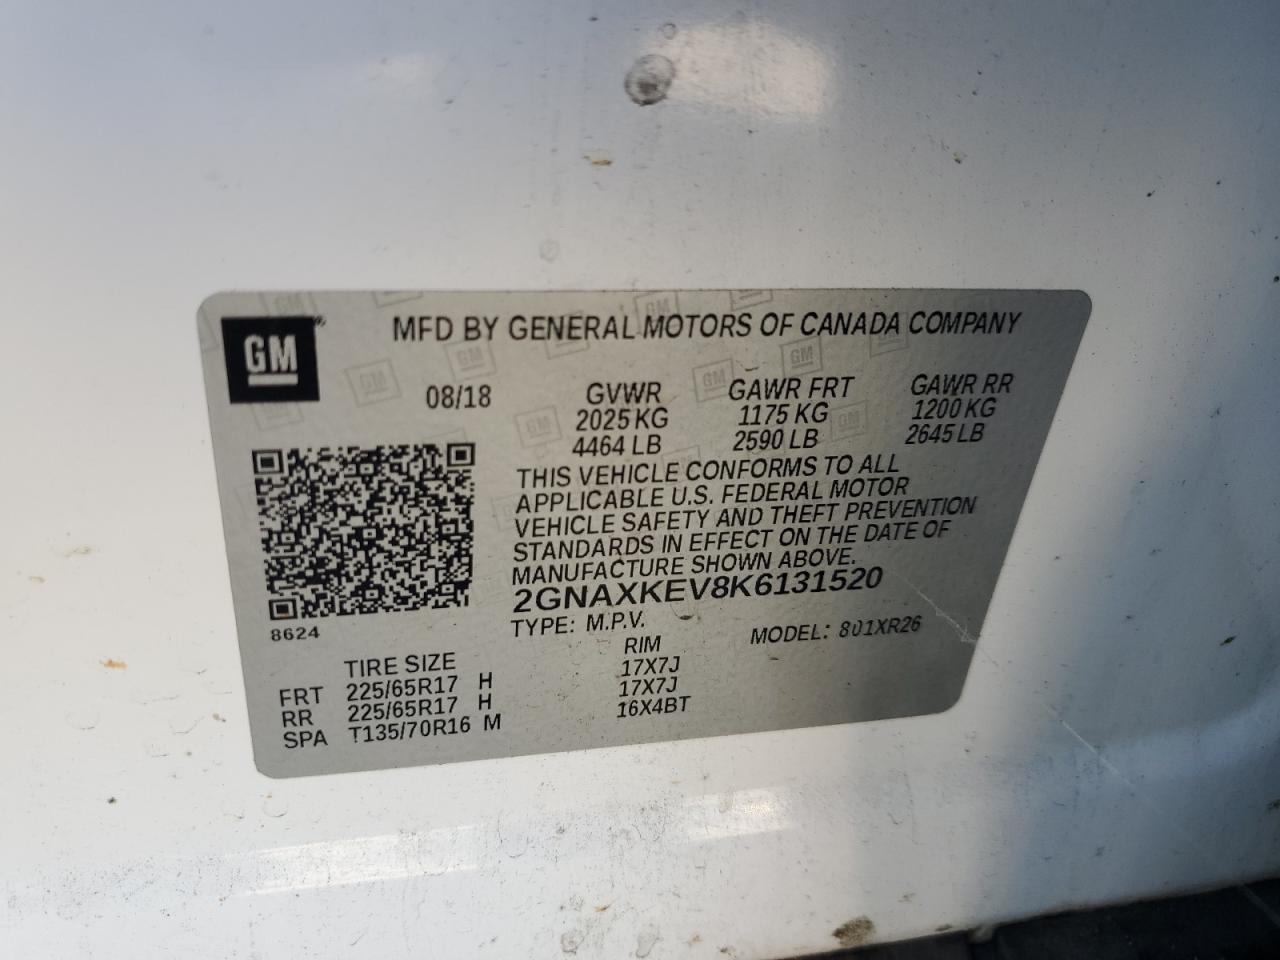 GM
MFD BY GENERAL MOTORS OF CANADA COMPANY
08/18 GVWR GAWR FRT GAWR RR
2025 KG 1175 KG 1200 KG
4464 LB 2590 LB 2645 LB
THIS VEHICLE CONFORMS TO ALL
APPLICABLE U.S. FEDERAL MOTOR
VEHICLE SAFETY AND THEFT PREVENTION
STANDARDS IN EFFECT ON THE DATE OF
MANUFACTURE SHOWN ABOVE.
2GNAXKEV8K6131520
8624
TYPE: M.P.V. MODEL: 801XR26
TIRE SIZE RIM
FRT 225/65R17 H 17X7J
RR 225/65R17 H 17X7J
SPA T135/70R16 M 16X4BT